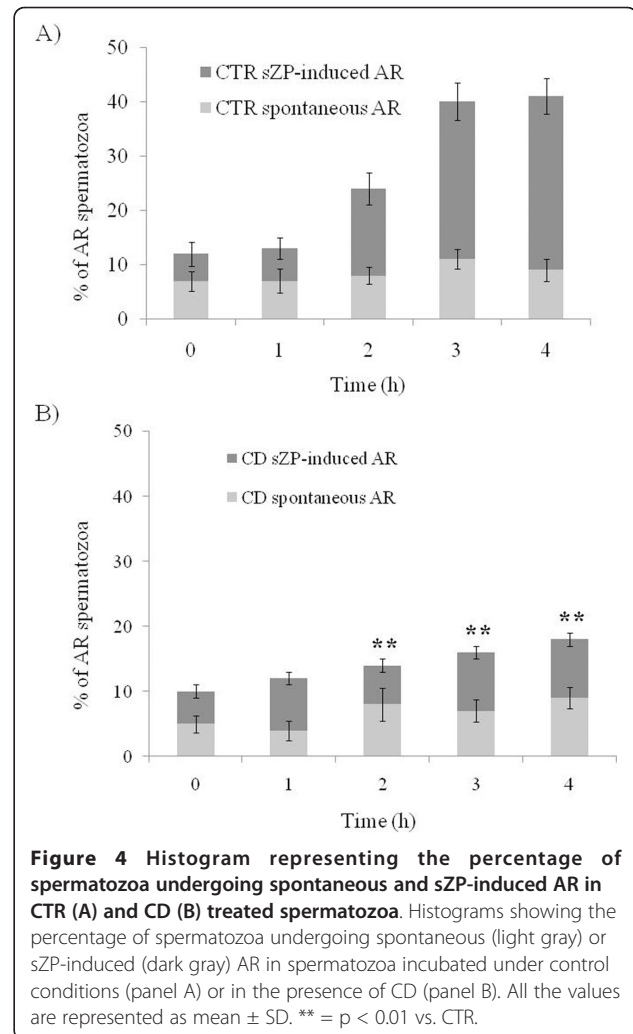 A)
CTR sZP-induced AR
CTR spontaneous AR
% of AR spermatozoa
50
40
30
20
10
0
0 1 2 3 4
Time (h)
B)
CD sZP-induced AR
CD spontaneous AR
% of AR spermatozoa
50
40
30
20
10
0
** ** **
0 1 2 3 4
Time (h)
Figure 4 Histogram representing the percentage of
spermatozoa undergoing spontaneous and sZP-induced AR in
CTR (A) and CD (B) treated spermatozoa. Histograms showing the
percentage of spermatozoa undergoing spontaneous (light gray) or
sZP-induced (dark gray) AR in spermatozoa incubated under control
conditions (panel A) or in the presence of CD (panel B). All the values
are represented as mean ± SD. ** = p < 0.01 vs. CTR.